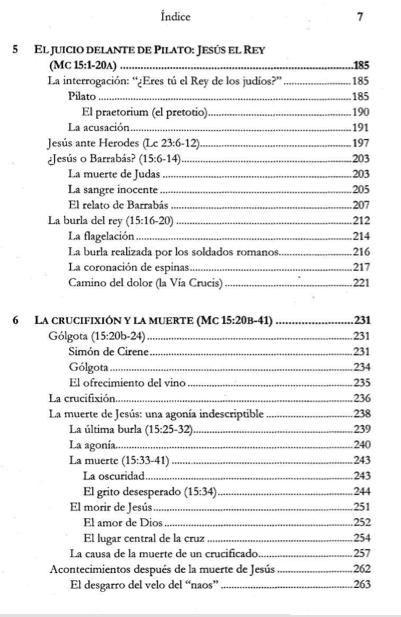 Índice 7
5 EL JUICIO DELANTE DE PILATO: JESÚS EL REY
(MC 15:1-20A) ..........185
La interrogación: “¿Eres tú el Rey de los judíos?” ..........185
Pilato ..........185
El praetorium (el pretotio) ..........190
La acusación ..........191
Jesús ante Herodes (Lc 23:6-12) ..........197
¿Jesús o Barrabás? (15:6-14) ..........203
La muerte de Judas ..........203
La sangre inocente ..........205
El relato de Barrabás ..........207
La burla del rey (15:16-20) ..........212
La flagelación ..........214
La burla realizada por los soldados romanos ..........216
La coronación de espinas ..........217
Camino del dolor (la Vía Crucis) ..........221
6 LA CRUCIFIXIÓN Y LA MUERTE (MC 15:20B-41) ..........231
Gólgota (15:20b-24) ..........231
Simón de Cirene ..........231
Gólgota ..........234
El ofrecimiento del vino ..........235
La crucifixión ..........236
La muerte de Jesús: una agonía indescriptible ..........238
La última burla (15:25-32) ..........239
La agonía ..........240
La muerte (15:33-41) ..........243
La oscuridad ..........243
El grito desesperado (15:34) ..........244
El morir de Jesús ..........251
El amor de Dios ..........252
El lugar central de la cruz ..........254
La causa de la muerte de un crucificado ..........257
Acontecimientos después de la muerte de Jesús ..........262
El desgarro del velo del “naos” ..........263